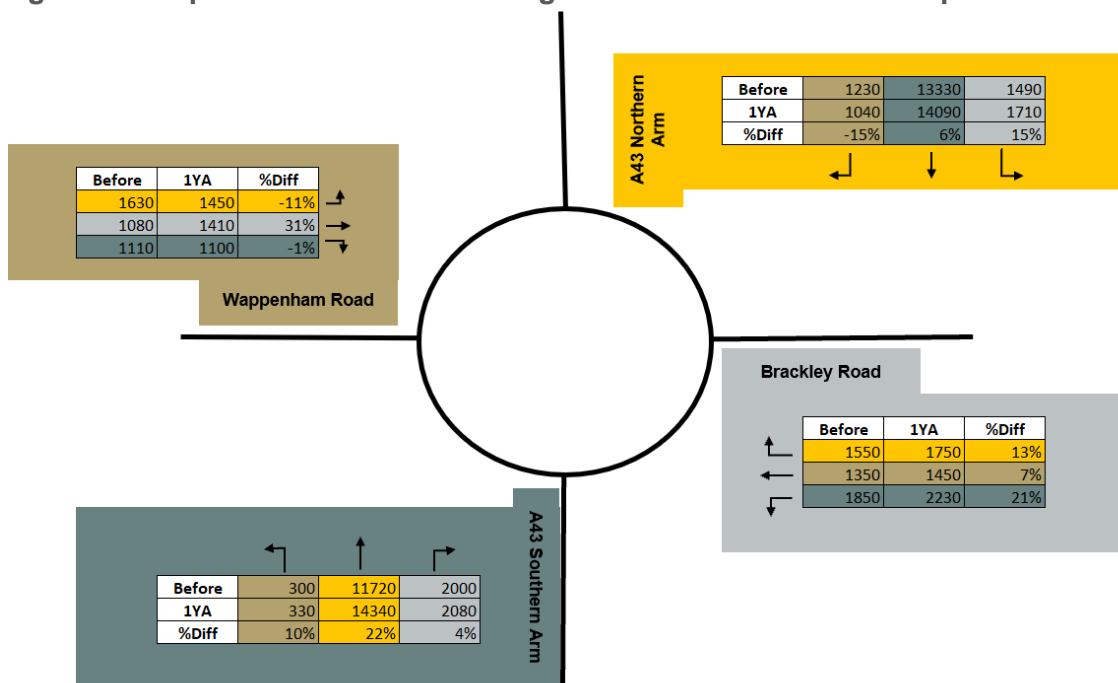 A43 Northern
Arm
Before 1230 13330 1490
1YA 1040 14090 1710
%Diff -15% 6% 15%
Before 1YA %Diff
1630 1450 -11%
1080 1410 31%
1110 1100 -1%
Wappenham Road
Brackley Road
Before 1YA %Diff
1550 1750 13%
1350 1450 7%
1850 2230 21%
A43 Southern Arm
Before 300 11720 2000
1YA 330 14340 2080
%Diff 10% 22% 4%